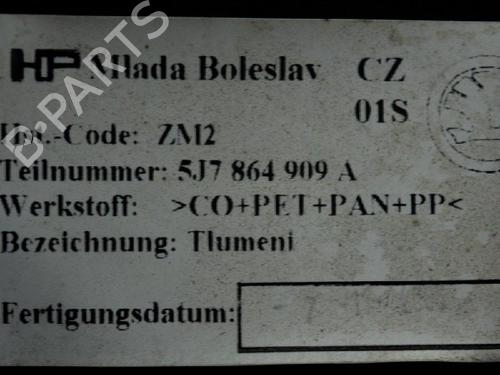 HP Mlada Boleslav CZ
01S
Hst.-Code: ZM2
Teilnummer: 5J7 864 909 A
Werkstoff: >CO+PET+PAN+PP<
Bezeichnung: Tlumeni
Fertigungsdatum:
B-PARTS